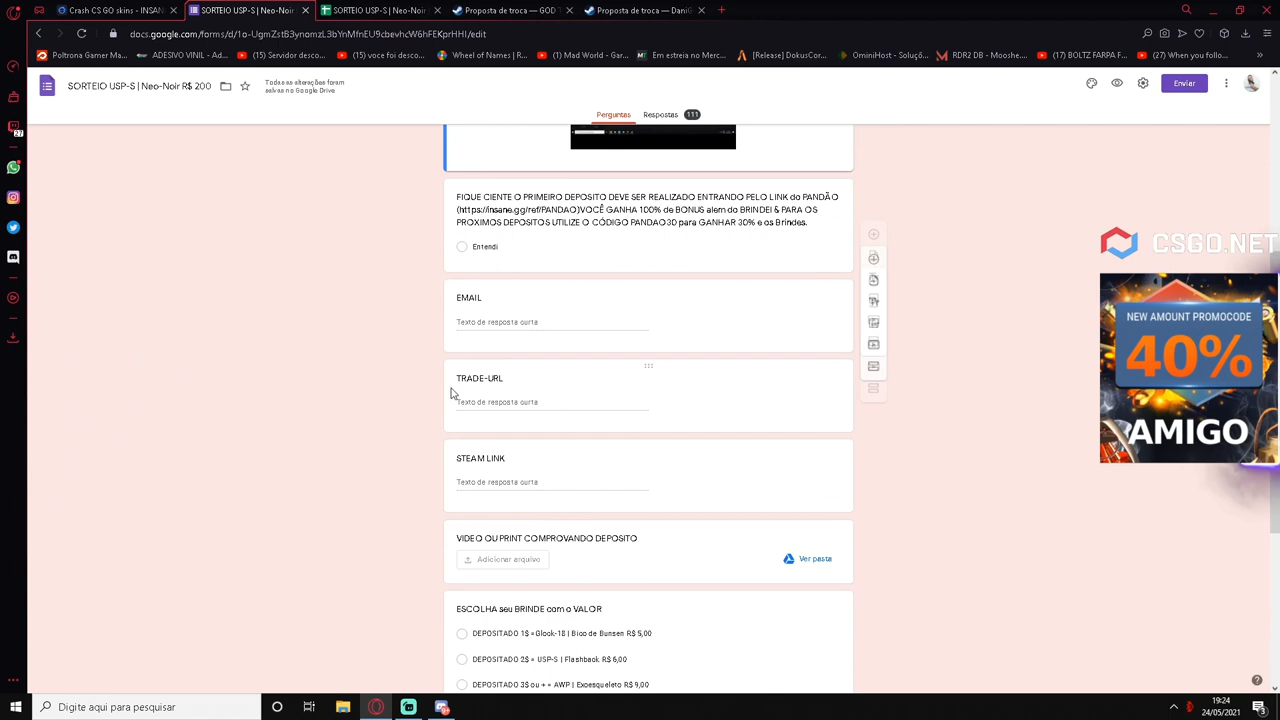 Crash CS GO skins - INSAN
SORTEIO USP-S | Neo-Noir
SORTEIO USP-S | Neo-Noir R
Proposta de troca — GOD T
Proposta de troca — DaniG
docs.google.com/forms/d/1o-UgmZstB3ynomzL3bYnMfnEU9cbevhcW6hFEKprHHI/edit
Poltrona Gamer Ma...
ADESIVO VINIL - Ad...
(15) Servidor disco...
(15) voce foi desco...
Wheel of Names | R...
(1) Mad World - Gar...
Em estreia no Merc...
[Release] DokusCor...
OminiHost - Soluçõ...
RDR2 DB - Mooshe...
(17) BOLTZ FARPA F...
(27) When you follo...
SORTEIO USP-S | Neo-Noir R$ 200
Todas as alterações foram
salvas no Google Drive
Enviar
Perguntas
Respostas 111
27
FIQUE CIENTE O PRIMEIRO DEPOSITO DEVE SER REALIZADO ENTRANDO PELO LINK do PANDÃO
(https://insane.gg/ref/PANDAO)VOCÊ GANHA 100% de BONUS alem do BRINDEI & PARA OS
PROXIMOS DEPOSITOS UTILIZE O CÓDIGO PANDAO30 para GANHAR 30% e os Brindes.
Entendi
EMAIL
Texto de resposta curta
TRADE-URL
Texto de resposta curta
STEAM LINK
Texto de resposta curta
VIDEO OU PRINT COMPROVANDO DEPOSITO
Adicionar arquivo
Ver pasta
ESCOLHA seu BRINDE com o VALOR
DEPOSITADO 1$ =Glock-18 | Bico de Bunsen R$ 5,00
DEPOSITADO 2$ = USP-S | Flashback R$ 6,00
DEPOSITADO 3$ ou + = AWP | Exoesqueleto R$ 9,00
CSGO.NET
NEW AMOUNT PROMOCODE
40%
AMIGO
Digite aqui para pesquisar
19:24
24/05/2021
3